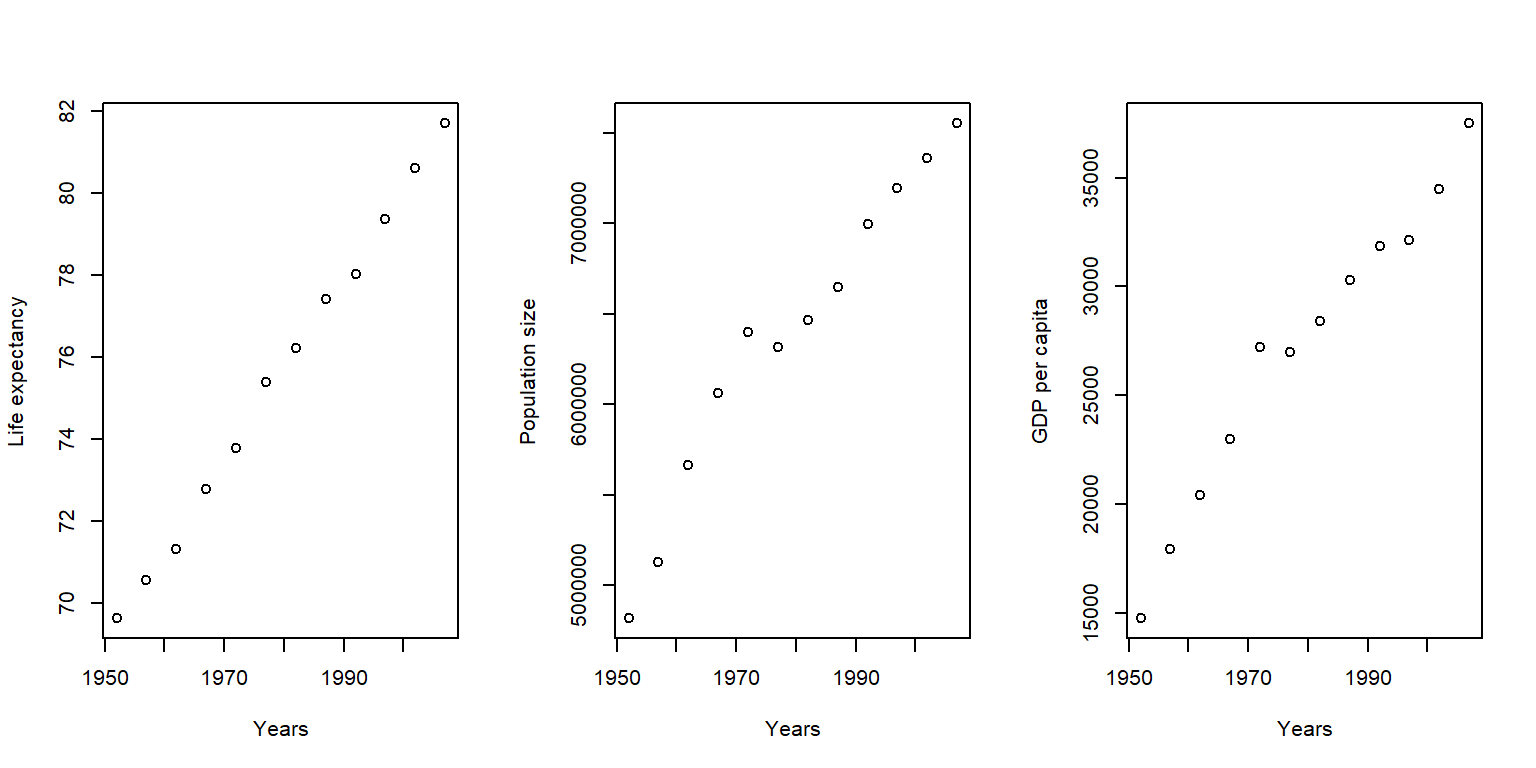 Life expectancy
82
80
78
76
74
72
70
1950 1970 1990
Years
Population size
7000000
6000000
5000000
1950 1970 1990
Years
GDP per capita
35000
30000
25000
20000
15000
1950 1970 1990
Years